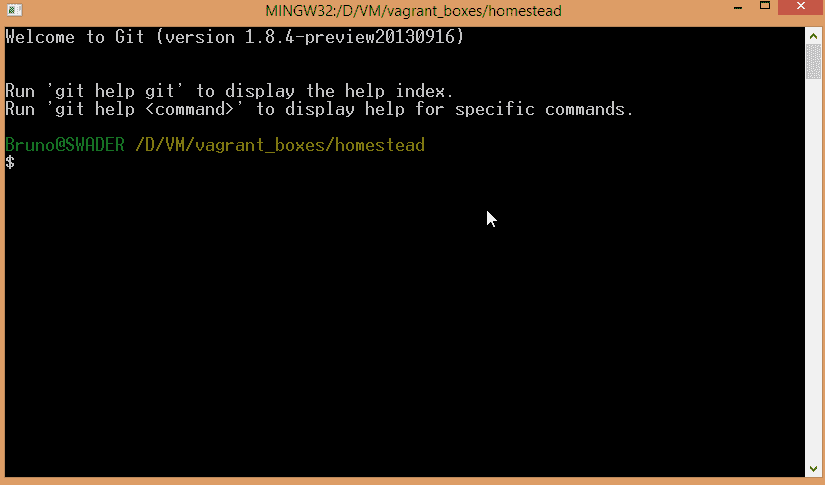 MINGW32:/D/VM/vagrant_boxes/homestead
Welcome to Git (version 1.8.4-preview20130916)
Run 'git help git' to display the help index.
Run 'git help <command>' to display help for specific commands.
Bruno@SWADER /D/VM/vagrant_boxes/homestead
$